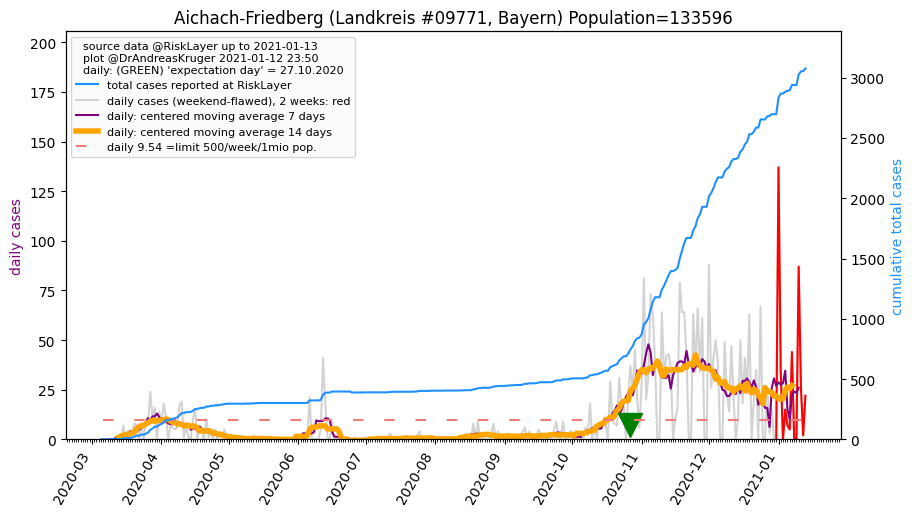 Aichach-Friedberg (Landkreis #09771, Bayern) Population=133596
source data @RiskLayer up to 2021-01-13
plot @DrAndreasKruger 2021-01-12 23:50
daily: (GREEN) 'expectation day' = 27.10.2020
total cases reported at RiskLayer
daily cases (weekend-flawed), 2 weeks: red
daily: centered moving average 7 days
daily: centered moving average 14 days
daily 9.54 =limit 500/week/1mio pop.
daily cases
200
175
150
125
100
75
50
25
0
cumulative total cases
3000
2500
2000
1500
1000
500
0
2020-03
2020-04
2020-05
2020-06
2020-07
2020-08
2020-09
2020-10
2020-11
2020-12
2021-01